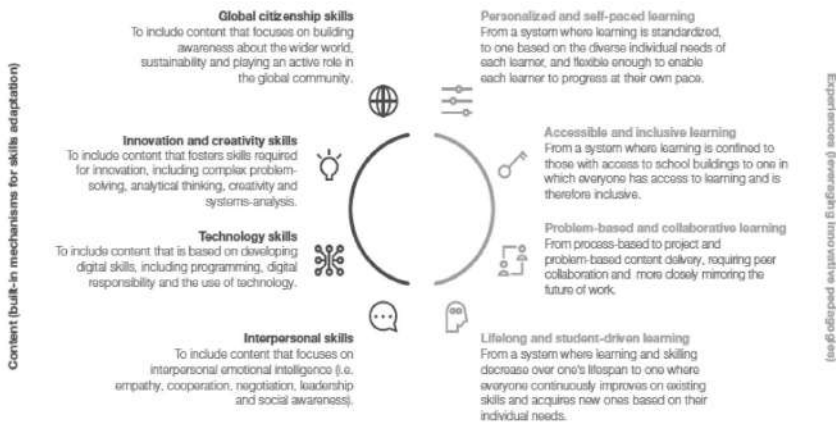 Content (built-in mechanisms for skills adaptation)
Global citizenship skills
To include content that focuses on building
awareness about the wider world,
sustainability and playing an active role in
the global community.
Innovation and creativity skills
To include content that fosters skills required
for innovation, including complex problem-
solving, analytical thinking, creativity and
systems-analysis.
Technology skills
To include content that is based on developing
digital skills, including programming, digital
responsibility and the use of technology.
Interpersonal skills
To include content that focuses on
interpersonal emotional intelligence (i.e.
empathy, cooperation, negotiation, leadership
and social awareness).
Personalized and self-paced learning
From a system where learning is standardized,
to one based on the diverse individual needs of
each learner, and flexible enough to enable
each learner to progress at their own pace.
Accessible and inclusive learning
From a system where learning is confined to
those with access to school buildings to one in
which everyone has access to learning and is
therefore inclusive.
Problem-based and collaborative learning
From process-based to project and
problem-based content delivery, requiring peer
collaboration and more closely mirroring the
future of work.
Lifelong and student-driven learning
From a system where learning and skilling
decrease over one's lifespan to one where
everyone continuously improves on existing
skills and acquires new ones based on their
individual needs.
Experiences (leveraging innovative pedagogies)